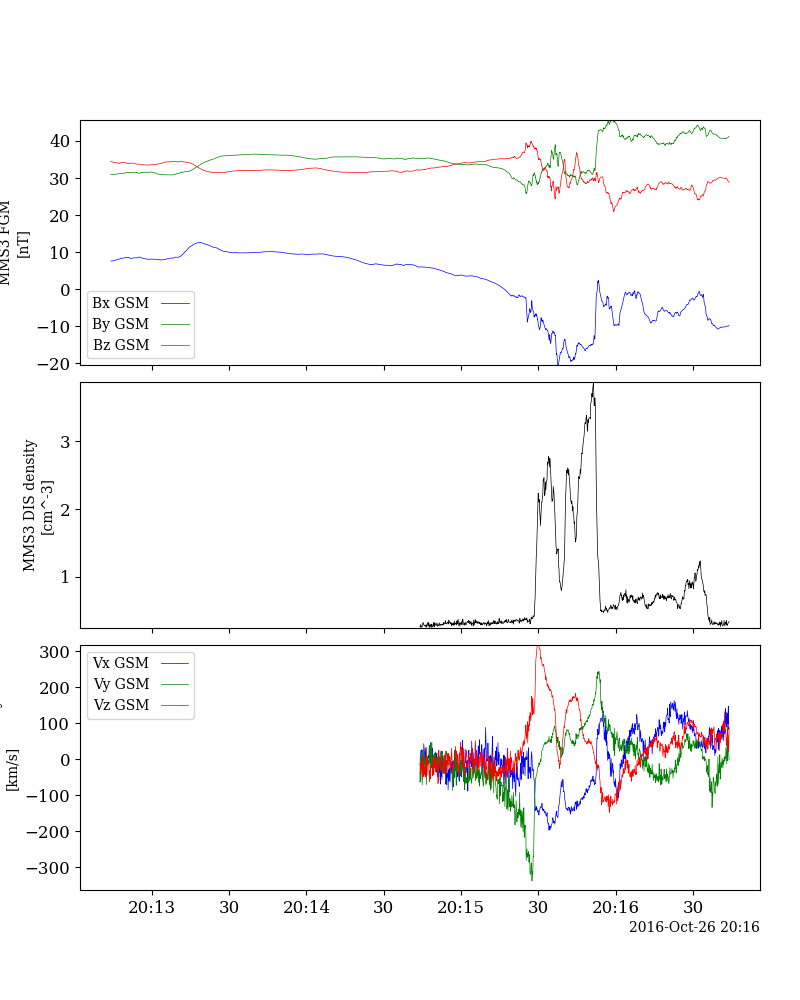 40
30
20
10
0
−10
−20
MMS3 FGM
[nT]
Bx GSM
By GSM
Bz GSM
3
2
1
MMS3 DIS density
[cm^-3]
300
200
100
0
−100
−200
−300
[km/s]
Vx GSM
Vy GSM
Vz GSM
20:13 30 20:14 30 20:15 30 20:16 30
2016-Oct-26 20:16